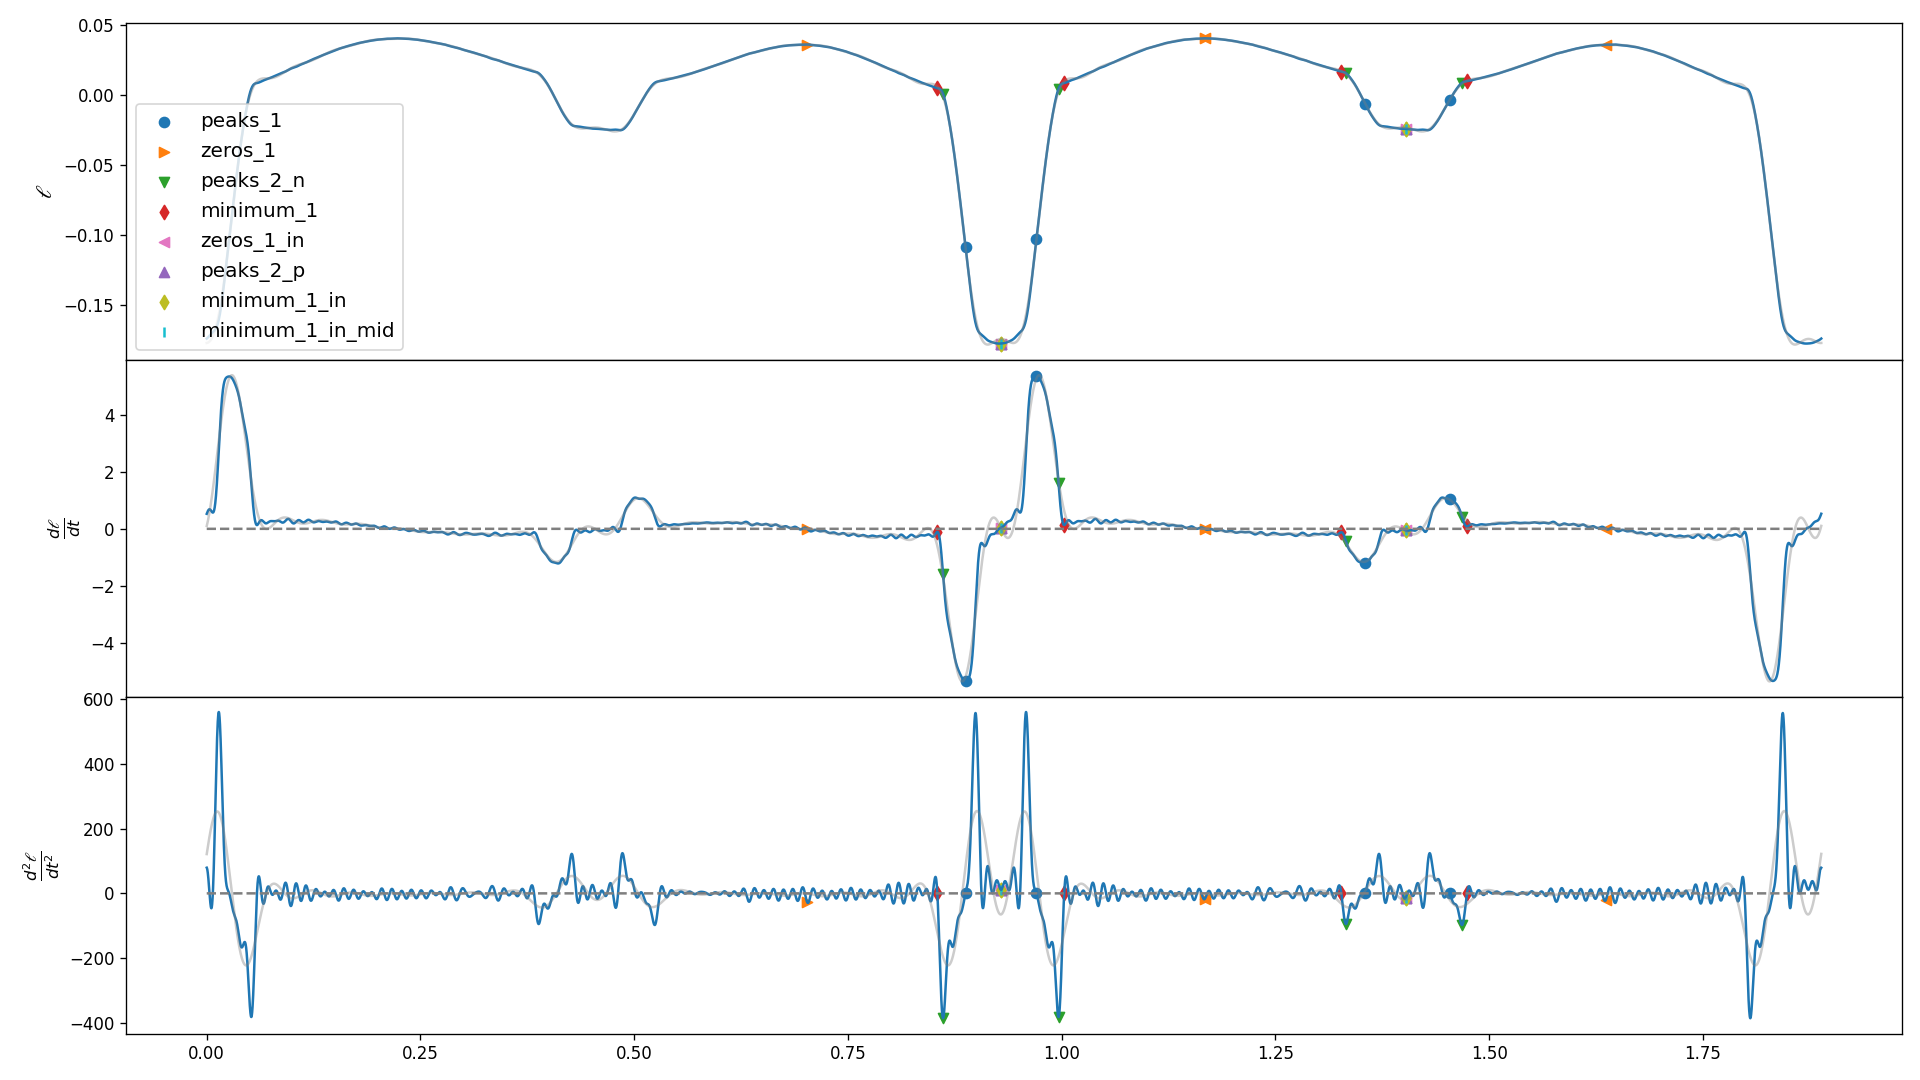 0.05
0.00
−0.05
−0.10
−0.15
ℓ
peaks_1
zeros_1
peaks_2_n
minimum_1
zeros_1_in
peaks_2_p
minimum_1_in
minimum_1_in_mid
4
2
0
−2
−4
dℓ/dt
600
400
200
0
−200
−400
d²ℓ/dt²
0.00 0.25 0.50 0.75 1.00 1.25 1.50 1.75